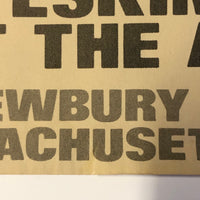 ESKIM
T THE A
EWBURY
ACHUSET